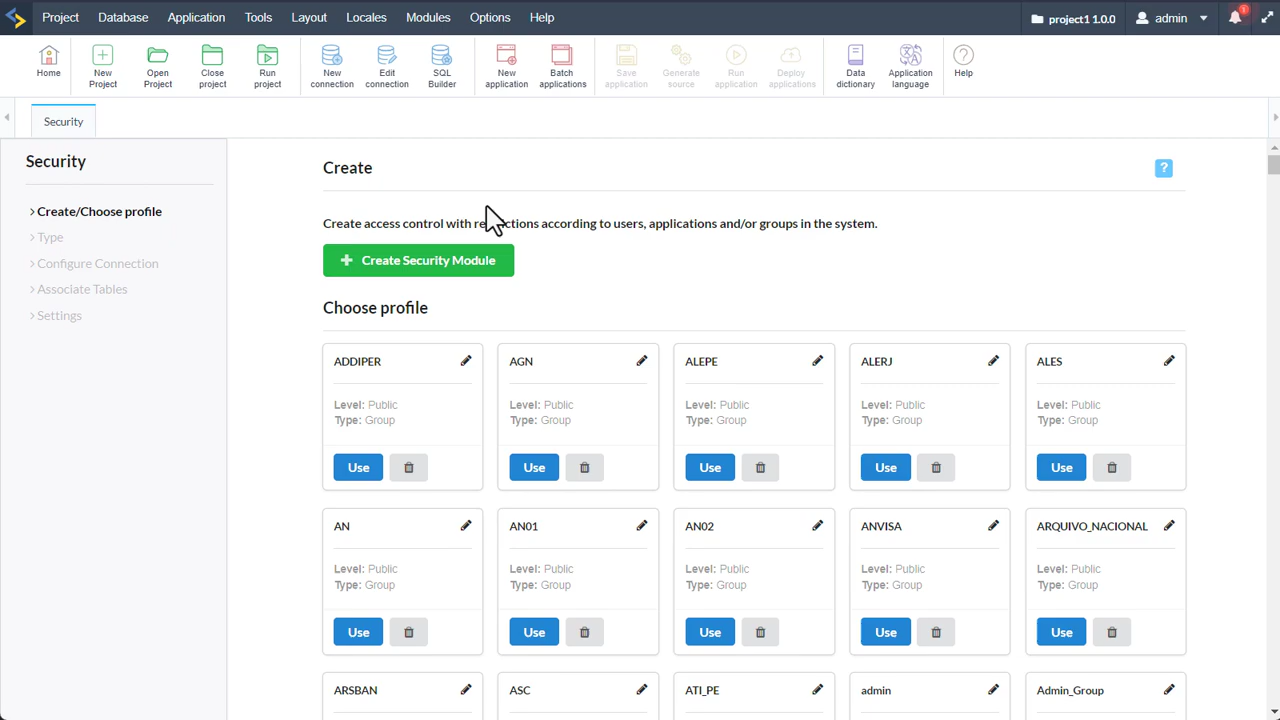 Project Database Application Tools Layout Locales Modules Options Help project1 1.0.0 admin 1
Home New Project Open Project Close project Run project New connection Edit connection SQL Builder New application Batch applications Save application Generate source Run application Deploy applications Data dictionary Application language Help
Security
Security
Create/Choose profile
Type
Configure Connection
Associate Tables
Settings
Create ?
Create access control with re ctions according to users, applications and/or groups in the system.
+ Create Security Module
Choose profile
ADDIPER AGN ALEPE ALERJ ALES
Level: Public Level: Public Level: Public Level: Public Level: Public
Type: Group Type: Group Type: Group Type: Group Type: Group
Use Use Use Use Use
AN AN01 AN02 ANVISA ARQUIVO_NACIONAL
Level: Public Level: Public Level: Public Level: Public Level: Public
Type: Group Type: Group Type: Group Type: Group Type: Group
Use Use Use Use Use
ARSBAN ASC ATI_PE admin Admin_Group